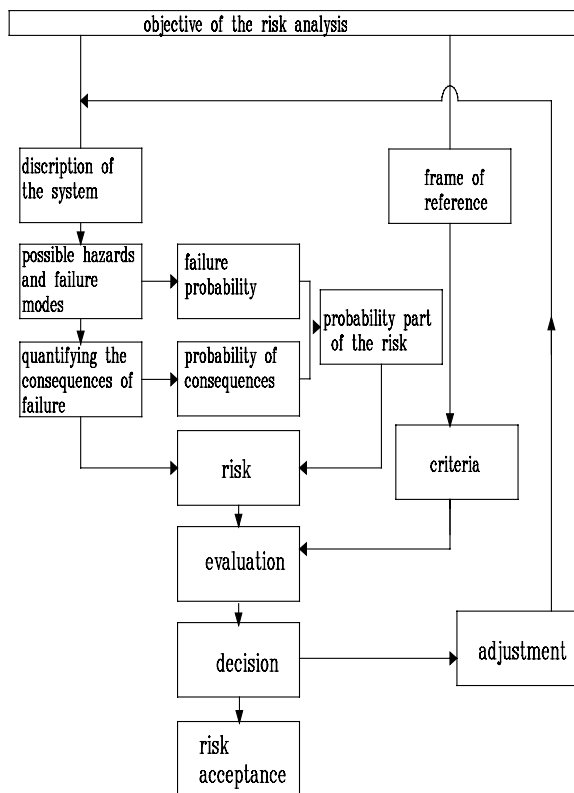 objective of the risk analysis
discription of
the system
frame of
reference
possible hazards
and failure
modes
failure
probability
probability part
of the risk
quantifying the
consequences of
failure
probability of
consequences
risk
criteria
evaluation
decision
adjustment
risk
acceptance